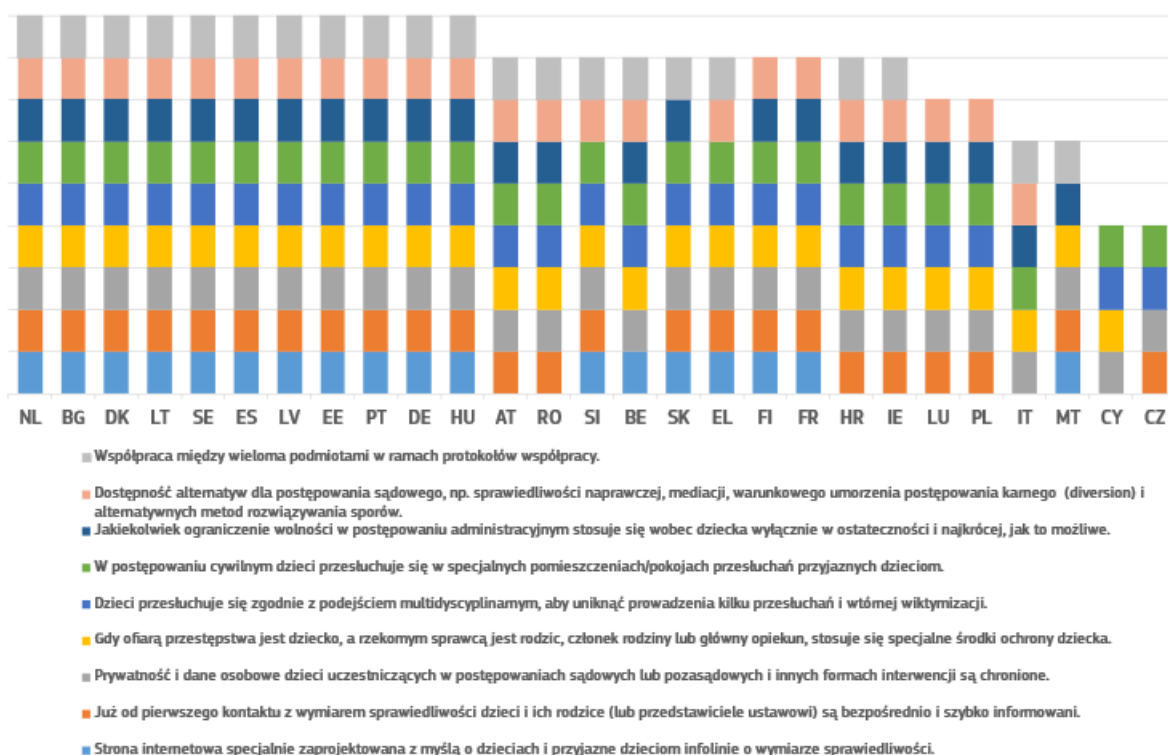 NL BG DK LT SE ES LV EE PT DE HU AT RO SI BE SK EL FI FR HR IE LU PL IT MT CY CZ
Współpraca między wieloma podmiotami w ramach protokołów współpracy.
Dostępność alternatyw dla postępowania sądowego, np. sprawiedliwości naprawczej, mediacji, warunkowego umorzenia postępowania karnego (diversion) i
alternatywnych metod rozwiązywania sporów.
Jakiekolwiek ograniczenie wolności w postępowaniu administracyjnym stosuje się wobec dziecka wyłącznie w ostateczności i najkrócej, jak to możliwe.
W postępowaniu cywilnym dzieci przesłuchuje się w specjalnych pomieszczeniach/pokojach przesłuchań przyjaznych dzieciom.
Dzieci przesłuchuje się zgodnie z podejściem multidyscyplinarnym, aby uniknąć prowadzenia kilku przesłuchań i wtórnej wiktymizacji.
Gdy ofiarą przestępstwa jest dziecko, a rzekomym sprawcą jest rodzic, członek rodziny lub główny opiekun, stosuje się specjalne środki ochrony dziecka.
Prywatność i dane osobowe dzieci uczestniczących w postępowaniach sądowych lub pozasądowych i innych formach interwencji są chronione.
Już od pierwszego kontaktu z wymiarem sprawiedliwości dzieci i ich rodzice (lub przedstawiciele ustawowi) są bezpośrednio i szybko informowani.
Strona internetowa specjalnie zaprojektowana z myślą o dzieciach i przyjazne dzieciom infolinie o wymiarze sprawiedliwości.